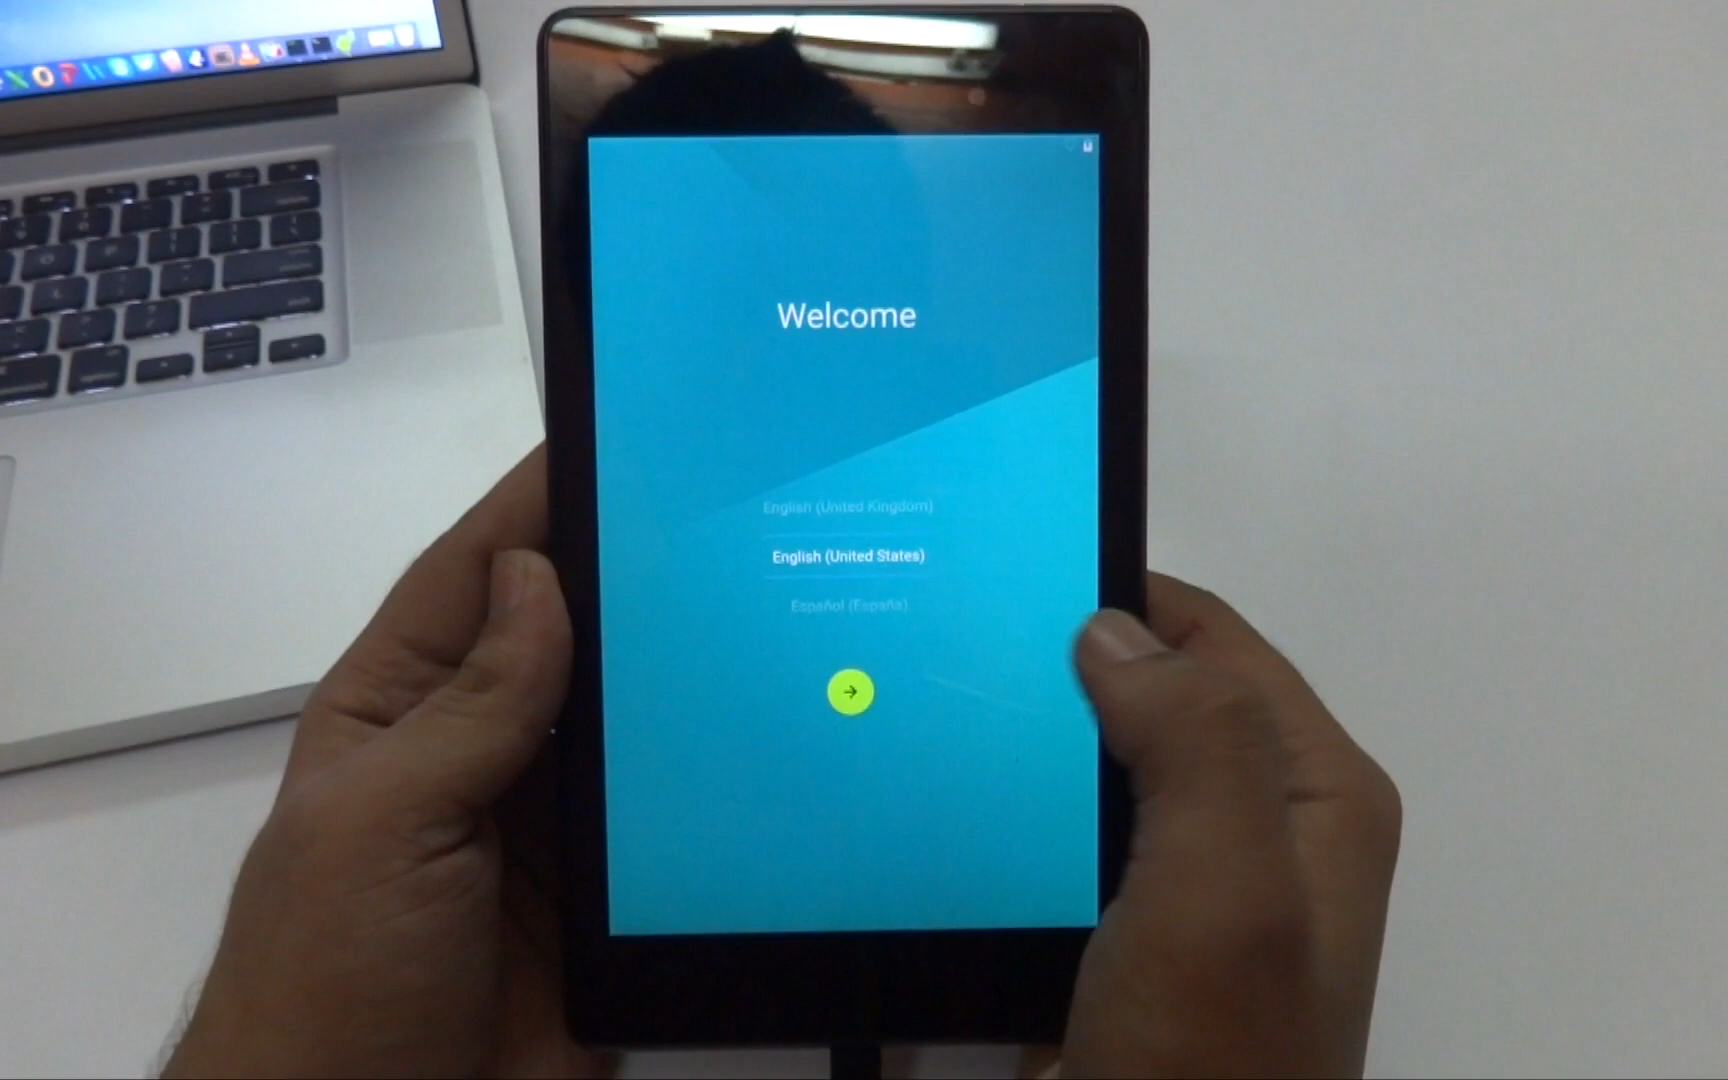 Welcome
English (United Kingdom)
English (United States)
Español (España)